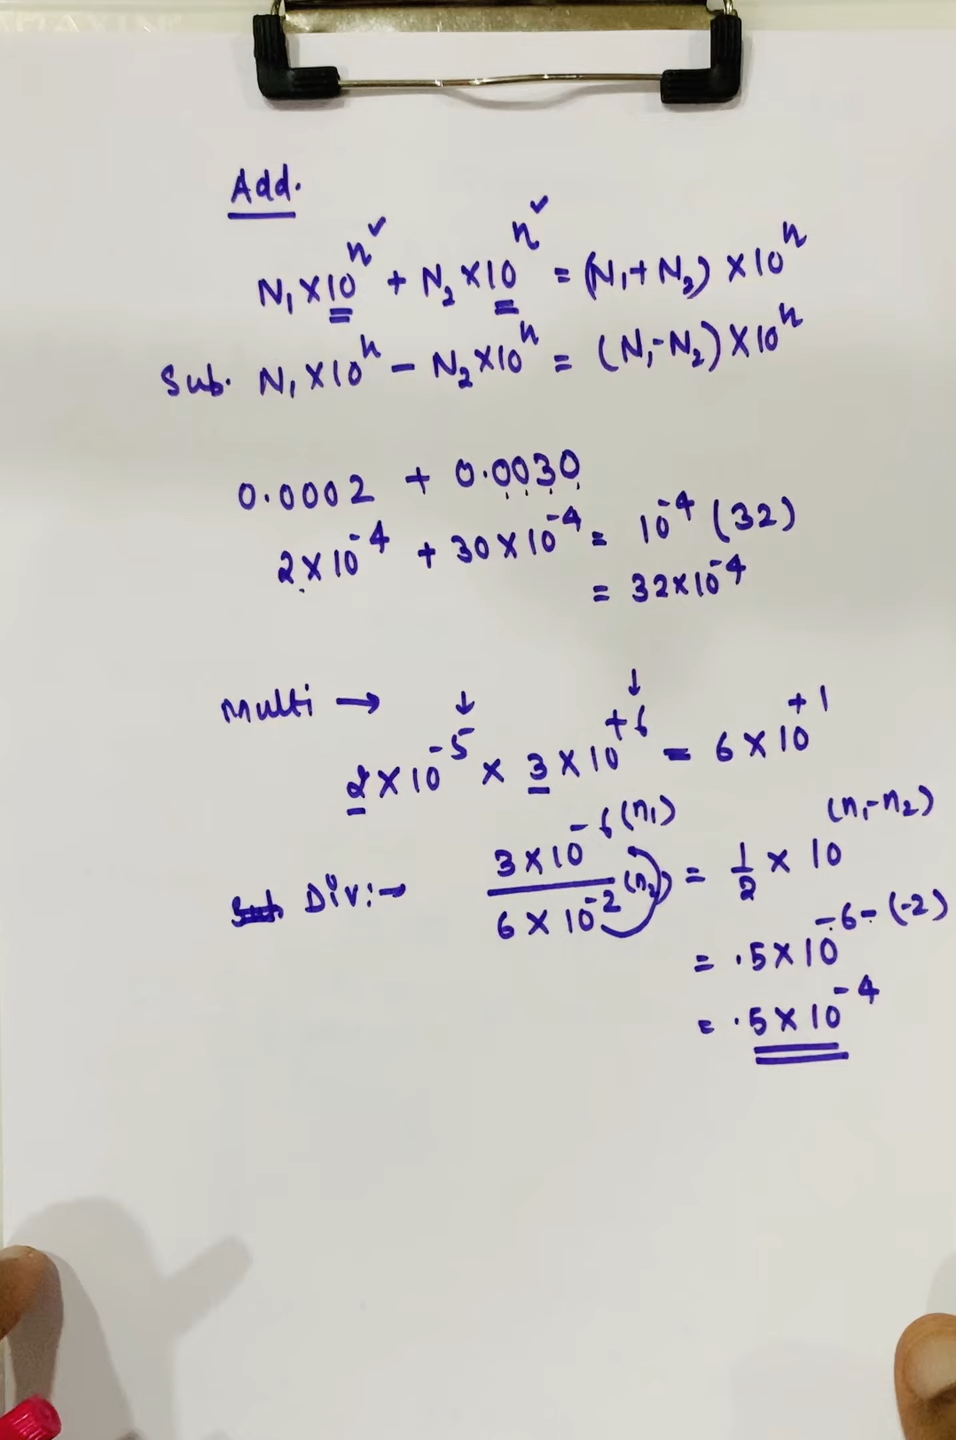 Add.
N₁×10ⁿ + N₂×10ⁿ = (N₁+N₂) ×10ⁿ
Sub. N₁×10ⁿ − N₂×10ⁿ = (N₁-N₂)×10ⁿ
0.0002 + 0.0030
2×10⁻⁴ + 30×10⁻⁴ = 10⁻⁴ (32)
= 32×10⁻⁴
Multi → 2×10⁻⁵ × 3×10⁺⁶ = 6×10⁺¹
Div:- 3×10⁻⁶ (n₁) / 6×10⁻² (n₂) = 1/2 × 10⁽ⁿ₁⁻ⁿ₂⁾
= .5×10⁻⁶⁻⁽⁻²⁾
= .5×10⁻⁴